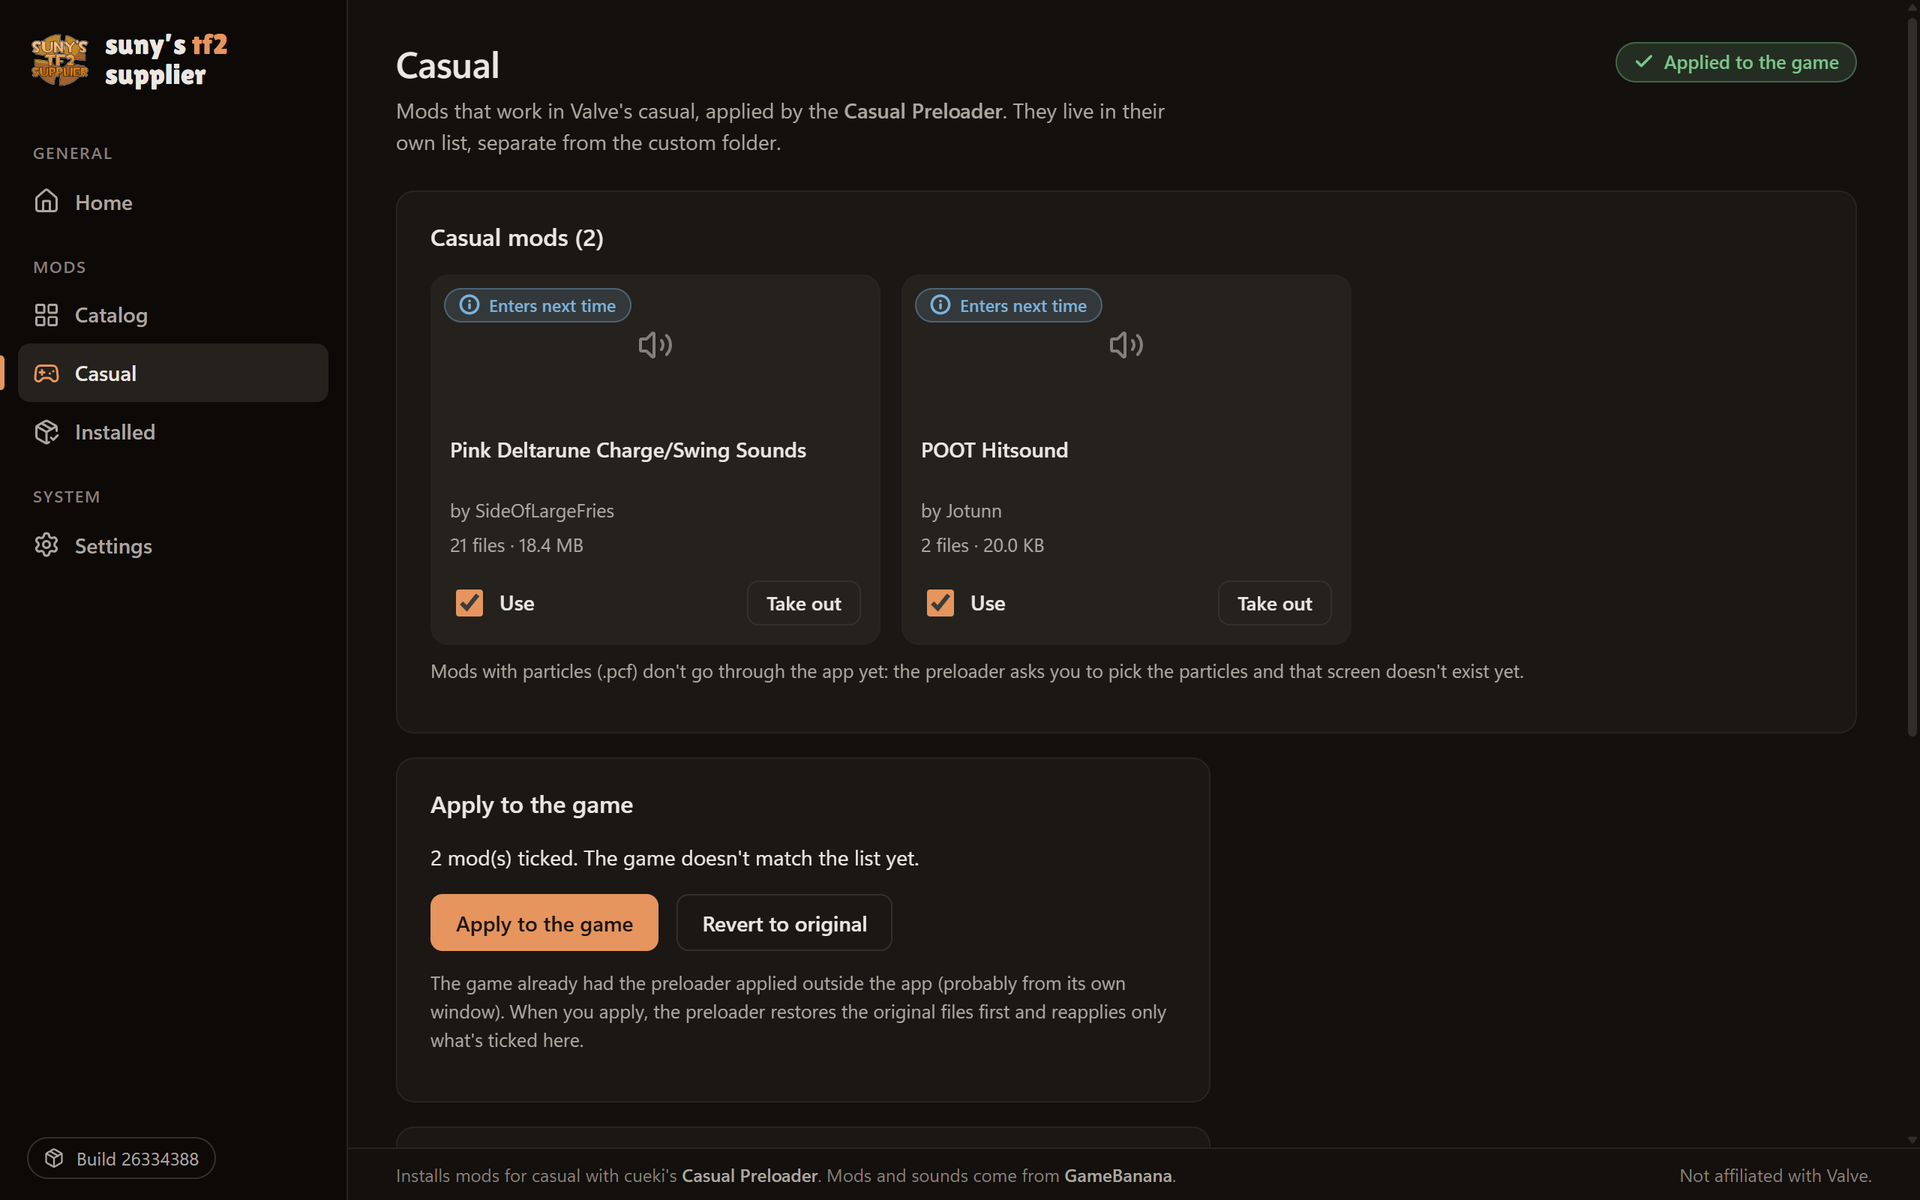 SUNY'S
TF2
SUPPLIER
suny's tf2
supplier
GENERAL
Home
MODS
Catalog
Casual
Installed
SYSTEM
Settings
Build 26334388
Casual
Applied to the game
Mods that work in Valve's casual, applied by the Casual Preloader. They live in their
own list, separate from the custom folder.
Casual mods (2)
Enters next time
Pink Deltarune Charge/Swing Sounds
by SideOfLargeFries
21 files · 18.4 MB
Use
Take out
Enters next time
POOT Hitsound
by Jotunn
2 files · 20.0 KB
Use
Take out
Mods with particles (.pcf) don't go through the app yet: the preloader asks you to pick the particles and that screen doesn't exist yet.
Apply to the game
2 mod(s) ticked. The game doesn't match the list yet.
Apply to the game
Revert to original
The game already had the preloader applied outside the app (probably from its own
window). When you apply, the preloader restores the original files first and reapplies only
what's ticked here.
Installs mods for casual with cueki's Casual Preloader. Mods and sounds come from GameBanana.
Not affiliated with Valve.